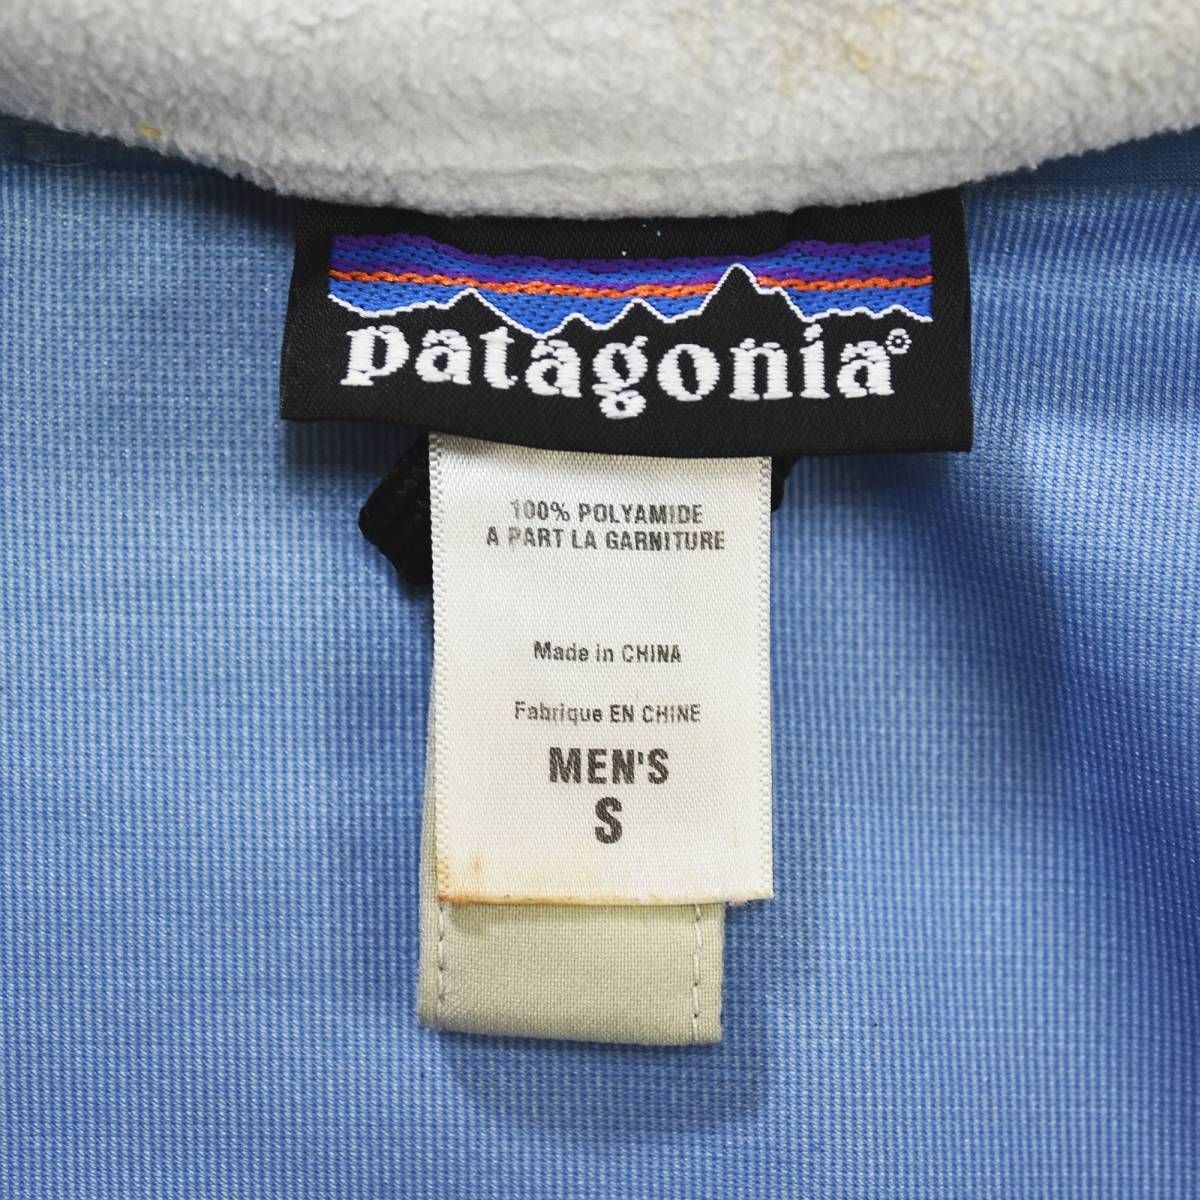 patagonia®
100% POLYAMIDE
A PART LA GARNITURE
Made in CHINA
Fabrique EN CHINE
MEN'S
S